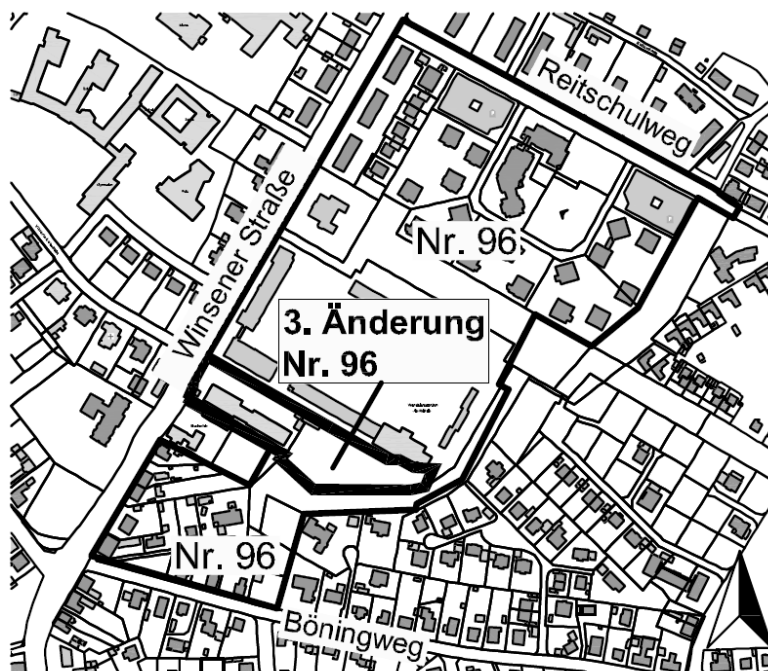 Reitschulweg
Nr. 96
Winsener Straße
3. Änderung
Nr. 96
Nr. 96
Böningweg